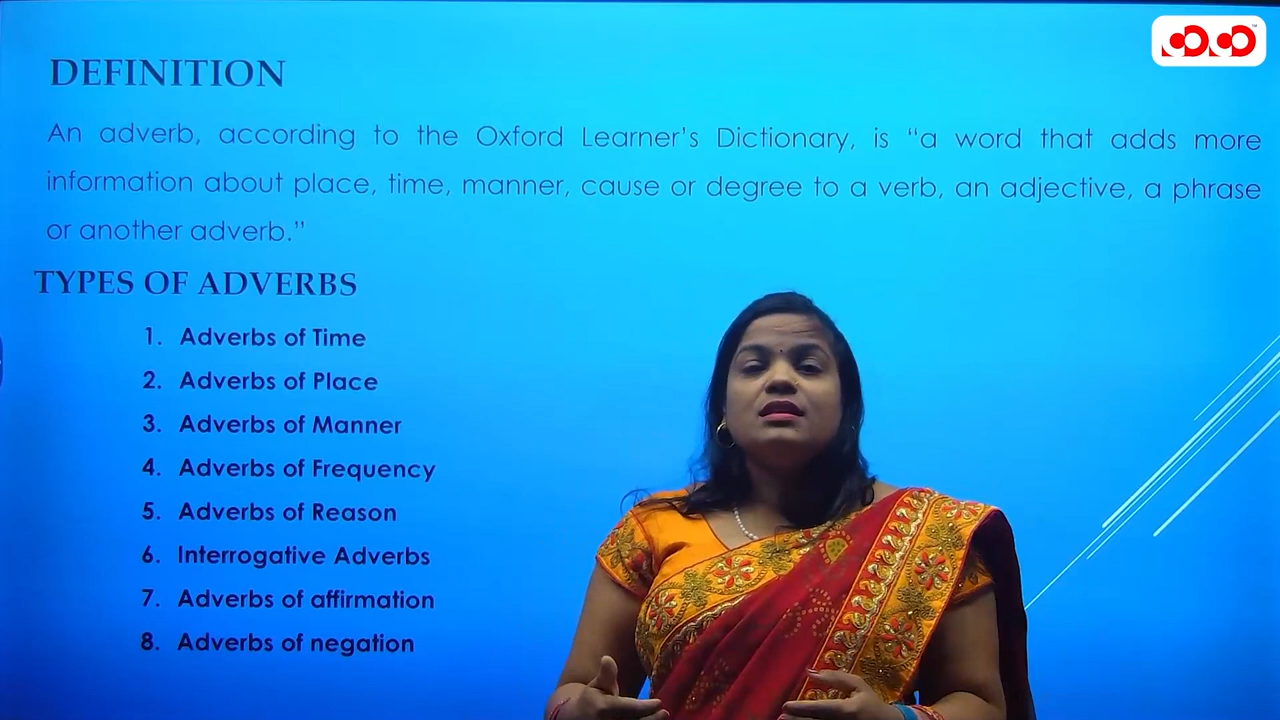 DEFINITION
An adverb, according to the Oxford Learner’s Dictionary, is “a word that adds more
information about place, time, manner, cause or degree to a verb, an adjective, a phrase
or another adverb.”
TYPES OF ADVERBS
1. Adverbs of Time
2. Adverbs of Place
3. Adverbs of Manner
4. Adverbs of Frequency
5. Adverbs of Reason
6. Interrogative Adverbs
7. Adverbs of affirmation
8. Adverbs of negation